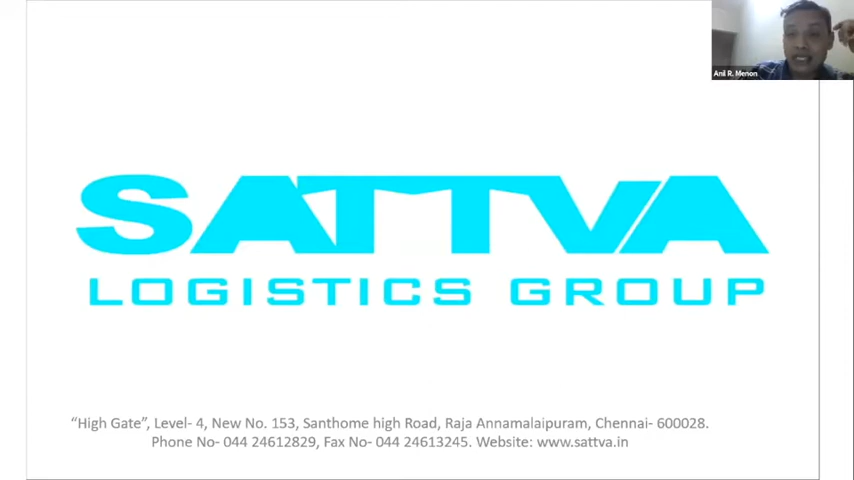 Anil R. Menon
SATTVA
LOGISTICS GROUP
“High Gate”, Level- 4, New No. 153, Santhome high Road, Raja Annamalaipuram, Chennai- 600028.
Phone No- 044 24612829, Fax No- 044 24613245. Website: www.sattva.in